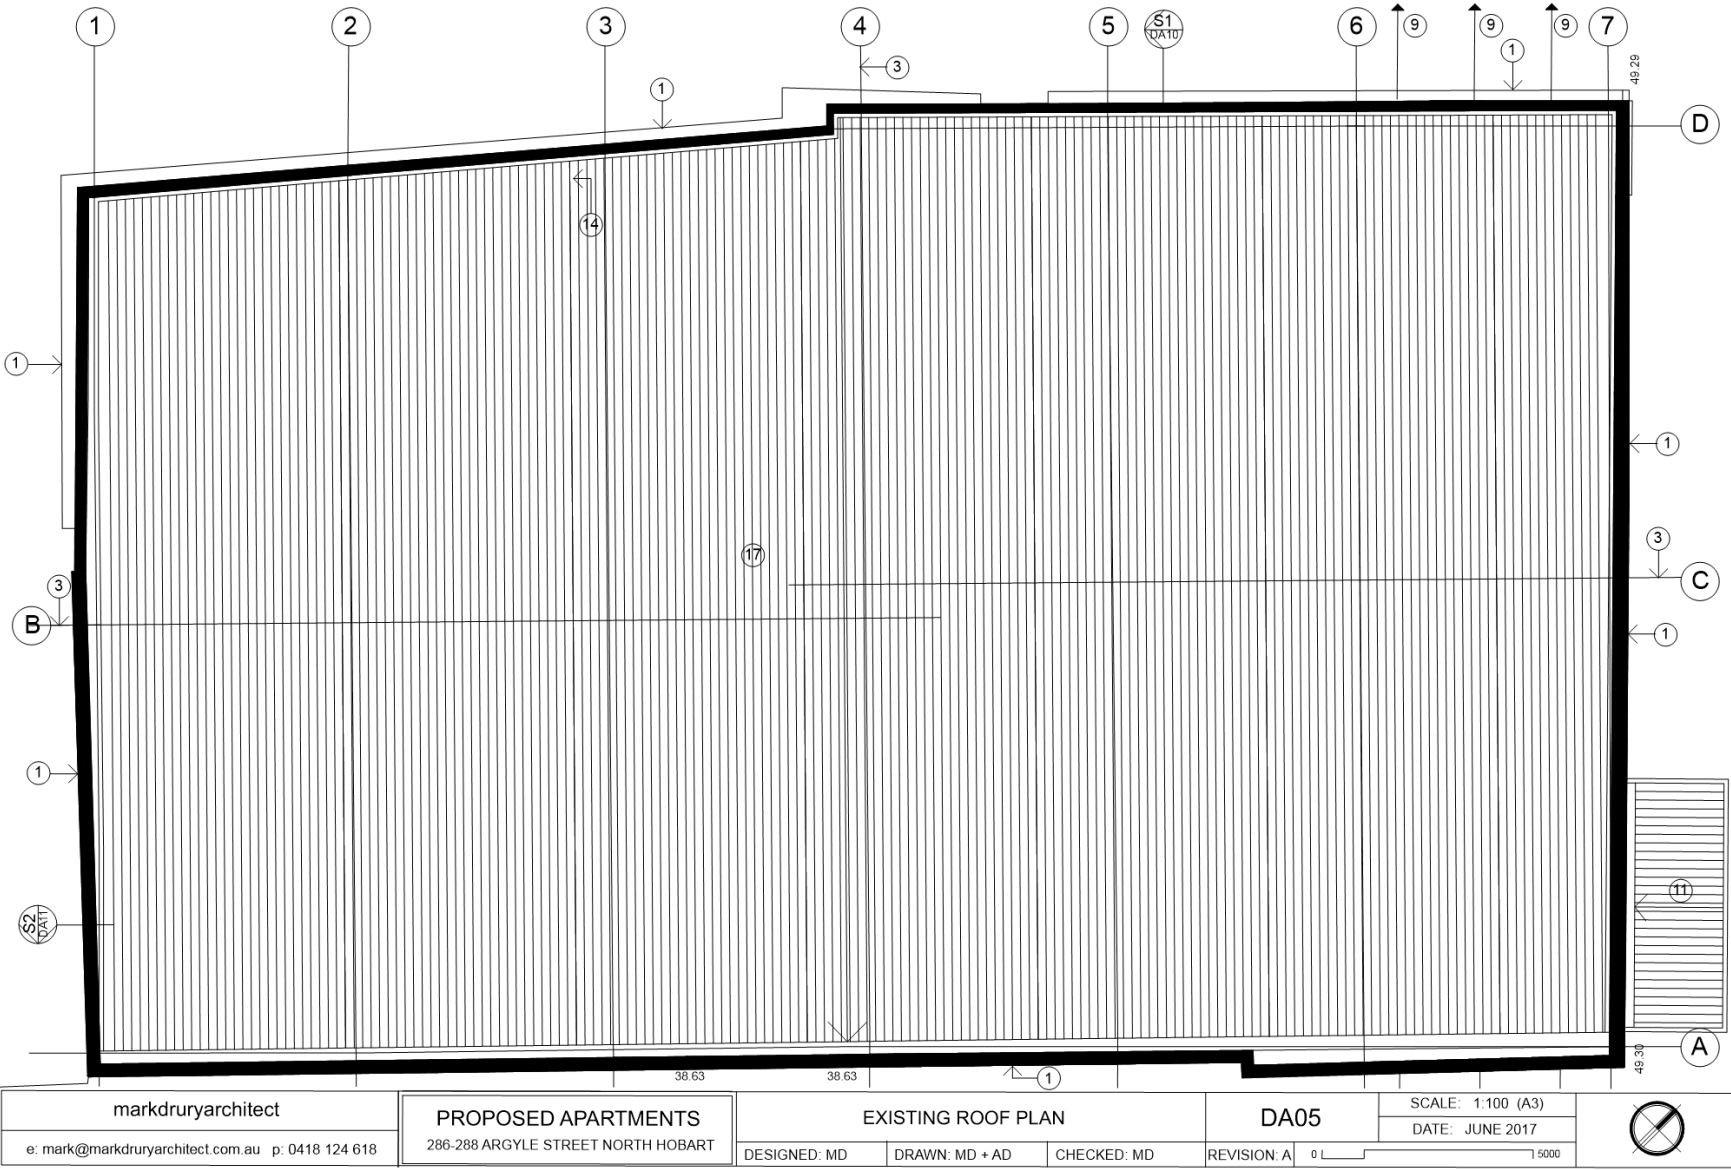 1
2
3
4
5
S1
DA10
6
9
9
9
7
3
1
1
49.29
D
14
1
1
17
3
C
3
B
1
1
11
S2
DA11
A
49.30
38.63
38.63
1
markdruryarchitect
e: mark@markdruryarchitect.com.au p: 0418 124 618
PROPOSED APARTMENTS
286-288 ARGYLE STREET NORTH HOBART
EXISTING ROOF PLAN
DESIGNED: MD
DRAWN: MD + AD
CHECKED: MD
DA05
REVISION: A
SCALE: 1:100 (A3)
DATE: JUNE 2017
0
5000